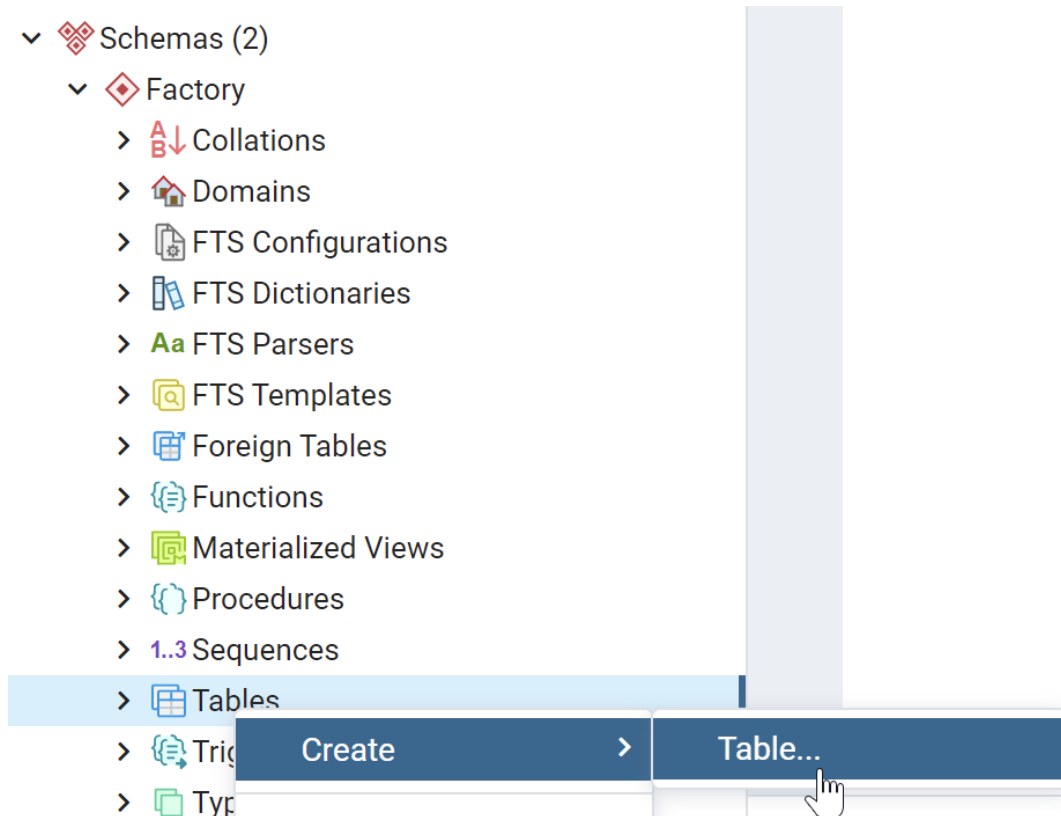 Schemas (2)
Factory
A
B
Collations
Domains
FTS Configurations
FTS Dictionaries
Aa FTS Parsers
FTS Templates
Foreign Tables
Functions
Materialized Views
Procedures
1..3 Sequences
Tables
Create
Table...